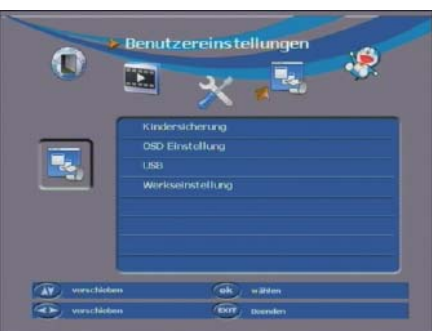 Benutzereinstellungen
Kindersicherung
OSD Einstellung
USB
Werkseinstellung
verschieben
ok wählen
verschieben
EXIT Beenden